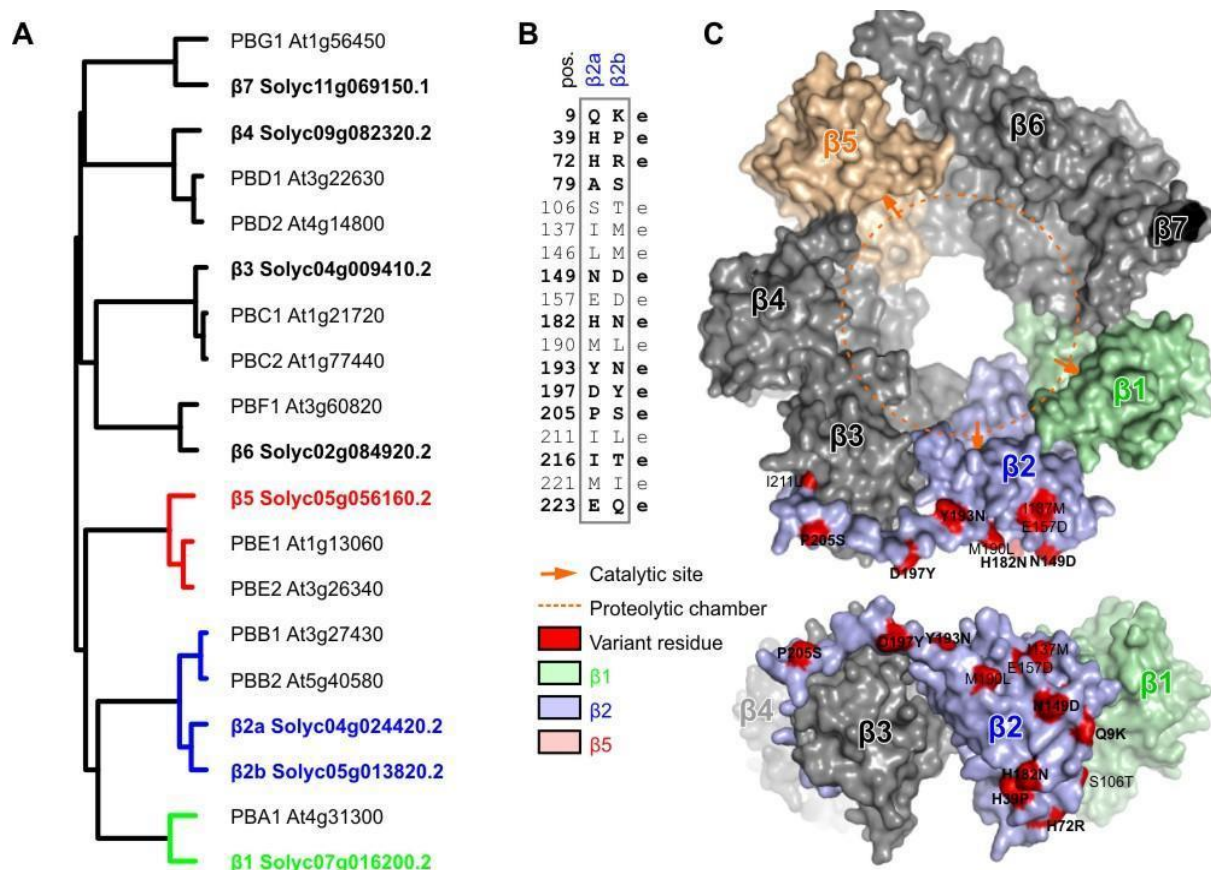 A
PBG1 At1g56450
β7 Solyc11g069150.1
β4 Solyc09g082320.2
PBD1 At3g22630
PBD2 At4g14800
β3 Solyc04g009410.2
PBC1 At1g21720
PBC2 At1g77440
PBF1 At3g60820
β6 Solyc02g084920.2
β5 Solyc05g056160.2
PBE1 At1g13060
PBE2 At3g26340
PBB1 At3g27430
PBB2 At5g40580
β2a Solyc04g024420.2
β2b Solyc05g013820.2
PBA1 At4g31300
β1 Solyc07g016200.2
B
pos. β2a β2b
9 Q K e
39 H P e
72 H R e
79 A S
106 S T e
137 I M e
146 L M e
149 N D e
157 E D e
182 H N e
190 M L e
193 Y N e
197 D Y e
205 P S e
211 I L e
216 I T e
221 M I e
223 E Q e
Catalytic site
Proteolytic chamber
Variant residue
β1
β2
β5
C
β6
β5
β7
β4
β1
β3
β2
P205S
D197Y
Y193N
I137M
E157D
M190L
H182N
N149D
P205S
D197Y
Y193N
I137M
E157D
M190L
β4
β3
β2
N149D
β1
Q9K
H182N
S106T
H39P
H72R